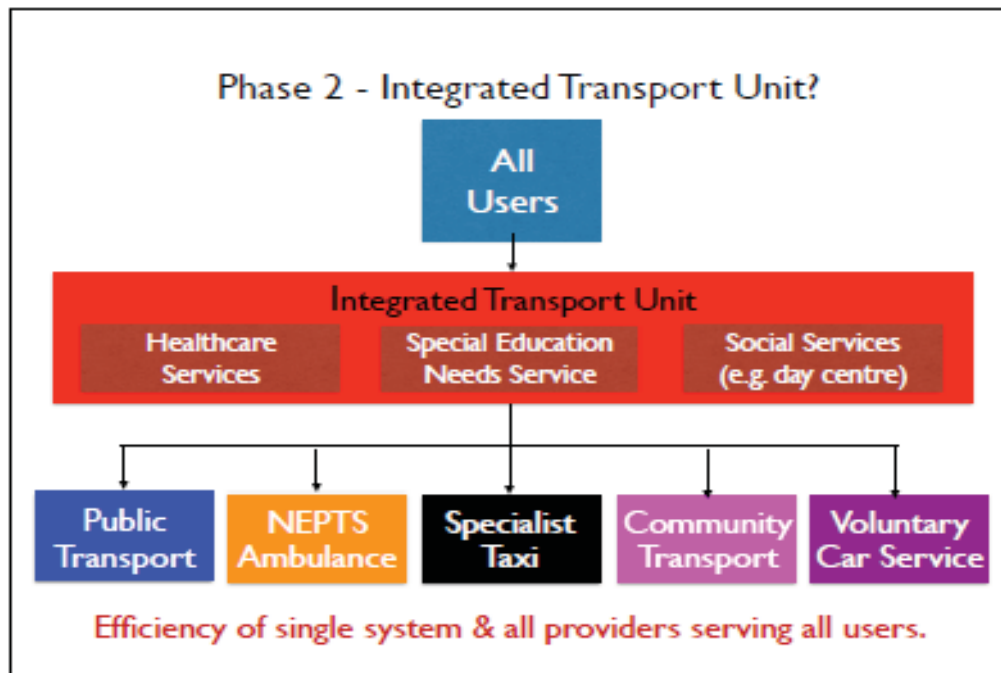 Phase 2 - Integrated Transport Unit?
All
Users
Integrated Transport Unit
Healthcare
Services
Special Education
Needs Service
Social Services
(e.g. day centre)
Public
Transport
NEPTS
Ambulance
Specialist
Taxi
Community
Transport
Voluntary
Car Service
Efficiency of single system & all providers serving all users.